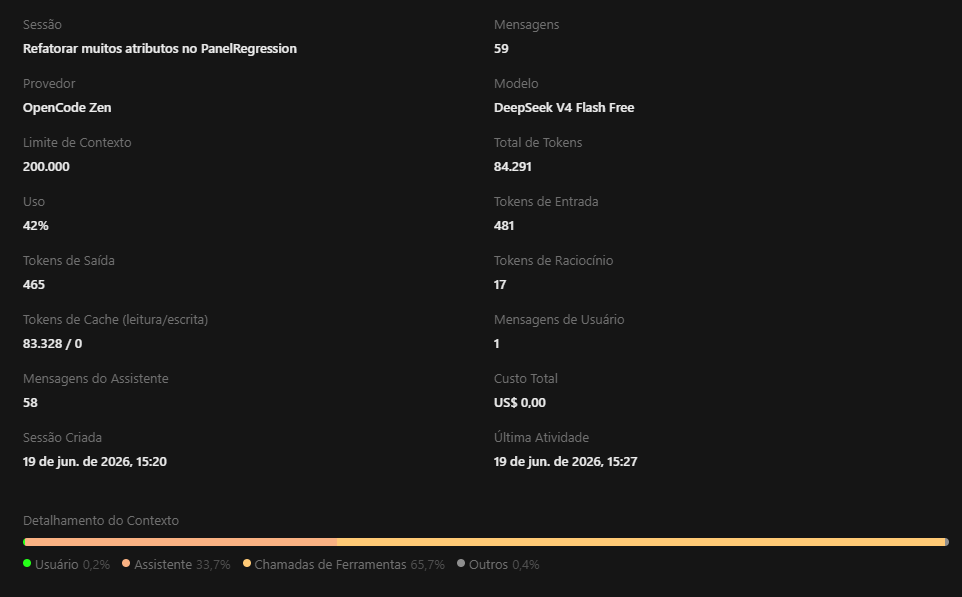 Sessão
Mensagens
Refatorar muitos atributos no PanelRegression
59
Provedor
Modelo
OpenCode Zen
DeepSeek V4 Flash Free
Limite de Contexto
Total de Tokens
200.000
84.291
Uso
Tokens de Entrada
42%
481
Tokens de Saída
Tokens de Raciocínio
465
17
Tokens de Cache (leitura/escrita)
Mensagens de Usuário
83.328 / 0
1
Mensagens do Assistente
Custo Total
58
US$ 0,00
Sessão Criada
Última Atividade
19 de jun. de 2026, 15:20
19 de jun. de 2026, 15:27
Detalhamento do Contexto
Usuário 0,2% Assistente 33,7% Chamadas de Ferramentas 65,7% Outros 0,4%